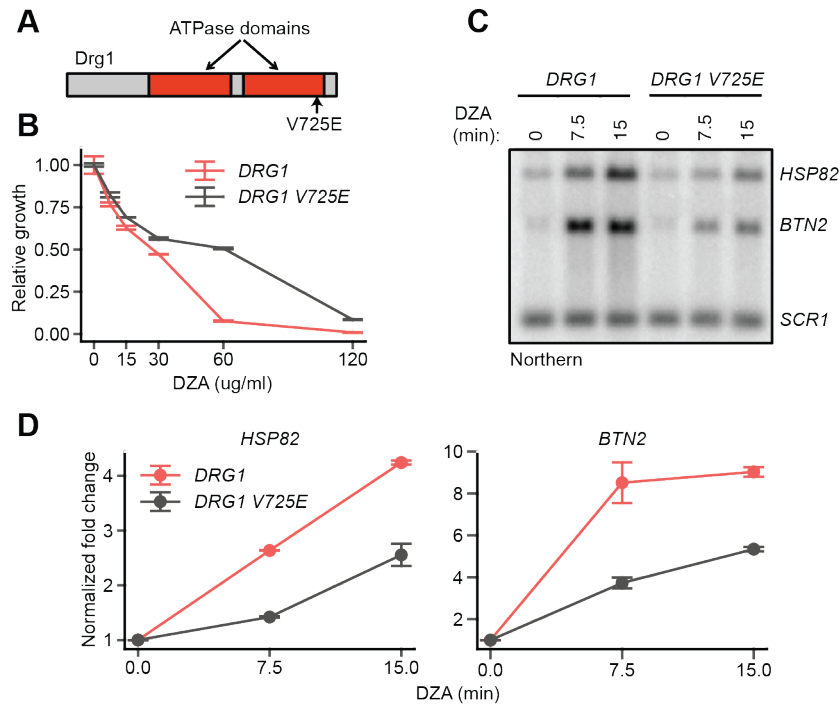 A
ATPase domains
Drg1
V725E
B
1.00
0.75
0.50
0.25
0.00
Relative growth
DRG1
DRG1 V725E
0 15 30 60 120
DZA (ug/ml)
C
DRG1 DRG1 V725E
DZA
(min):
0 7.5 15 0 7.5 15
HSP82
BTN2
SCR1
Northern
D
HSP82
DRG1
DRG1 V725E
Normalized fold change
4
3
2
1
0.0 7.5 15.0
BTN2
10
8
6
4
2
0.0 7.5 15.0
DZA (min)